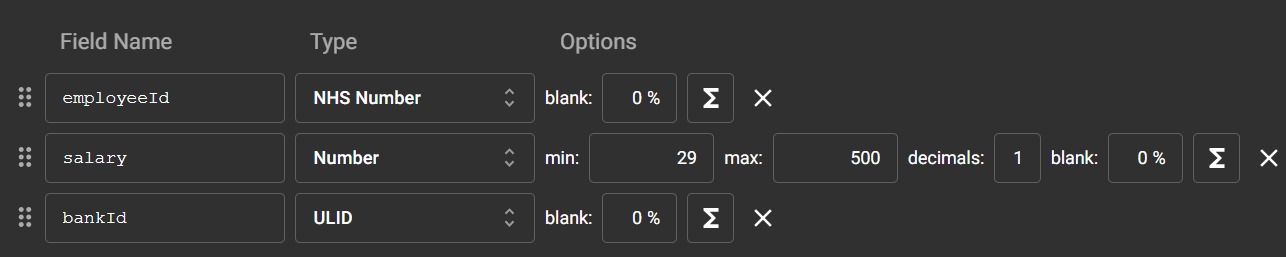 Field Name Type Options
employeeId NHS Number blank: 0 % Σ
salary Number min: 29 max: 500 decimals: 1 blank: 0 % Σ
bankId ULID blank: 0 % Σ